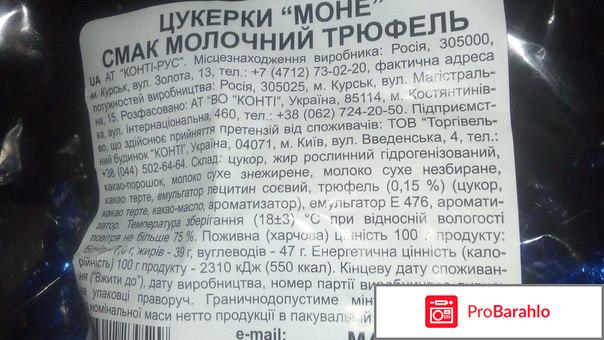 ЦУКЕРКИ “МОНЕ”
СМАК МОЛОЧНИЙ ТРЮФЕЛЬ
UA АТ "КОНТІ-РУС". Місцезнаходження виробника: Росія, 305000,
м. Курськ, вул. Золота, 13, тел.: +7 (4712) 73-02-20, фактична адреса
потужностей виробництва: Росія, 305025, м. Курськ, вул. Магістраль-
на, 15. Розфасовано: АТ "ВО "КОНТІ", Україна, 85114, м. Костянтинів-
ка, вул. Інтернаціональна, 460, тел.: +38 (062) 724-20-50. Підприємст-
во, що здійснює прийняття претензій від споживачів: ТОВ "Торгівель-
ний будинок "КОНТІ", Україна, 04071, м. Київ, вул. Введенська, 4, тел.:
+38 (044) 502-64-64. Склад: цукор, жир рослинний гідрогенізований,
какао-порошок, молоко сухе знежирене, молоко сухе незбиране,
какао терте, емульгатор лецитин соєвий, трюфель (0,15 %) (цукор,
какао терте, какао-масло, ароматизатор), емульгатор Е 476, аромати-
затор. Температура зберігання (18±3) °С при відносній вологості
повітря не більше 75 %. Поживна (харчова) цінність 100 г продукту:
жирів - 39 г, вуглеводів - 47 г. Енергетична цінність (кало-
рійність) 100 г продукту - 2310 кДж (550 ккал). Кінцеву дату споживан-
ня ("Вжити до"), дату виробництва, номер партії
на упаковці праворуч. Граничнодопустиме
номінальної маси нетто продукції в
e-mail:
ProBarahlo